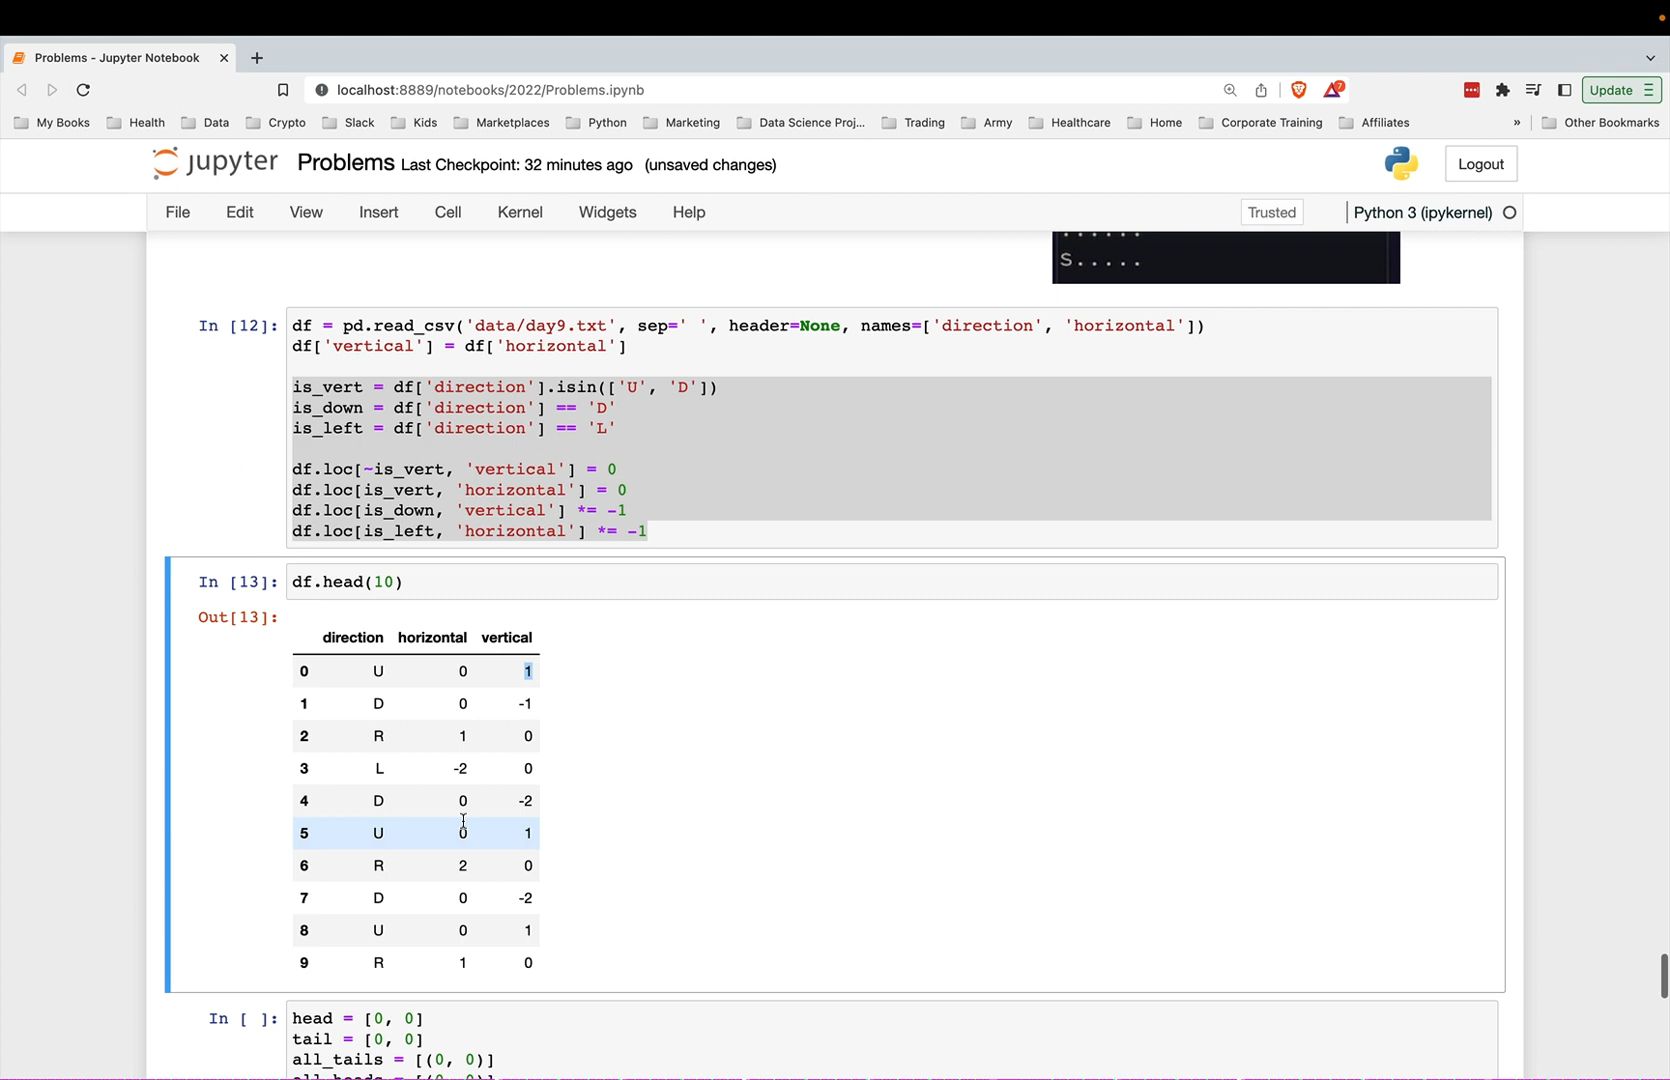 Problems - Jupyter Notebook
localhost:8889/notebooks/2022/Problems.ipynb
7
Update
My Books
Health
Data
Crypto
Slack
Kids
Marketplaces
Python
Marketing
Data Science Proj...
Trading
Army
Healthcare
Home
Corporate Training
Affiliates
»
Other Bookmarks
jupyter Problems Last Checkpoint: 32 minutes ago (unsaved changes)
Logout
File Edit View Insert Cell Kernel Widgets Help
Trusted
Python 3 (ipykernel)
......
s.....
In [12]:
df = pd.read_csv('data/day9.txt', sep=' ', header=None, names=['direction', 'horizontal'])
df['vertical'] = df['horizontal']
is_vert = df['direction'].isin(['U', 'D'])
is_down = df['direction'] == 'D'
is_left = df['direction'] == 'L'
df.loc[~is_vert, 'vertical'] = 0
df.loc[is_vert, 'horizontal'] = 0
df.loc[is_down, 'vertical'] *= -1
df.loc[is_left, 'horizontal'] *= -1
In [13]: df.head(10)
Out[13]:
direction horizontal vertical
0 U 0 1
1 D 0 -1
2 R 1 0
3 L -2 0
4 D 0 -2
5 U 0 1
6 R 2 0
7 D 0 -2
8 U 0 1
9 R 1 0
In [ ]: head = [0, 0]
tail = [0, 0]
all_tails = [(0, 0)]